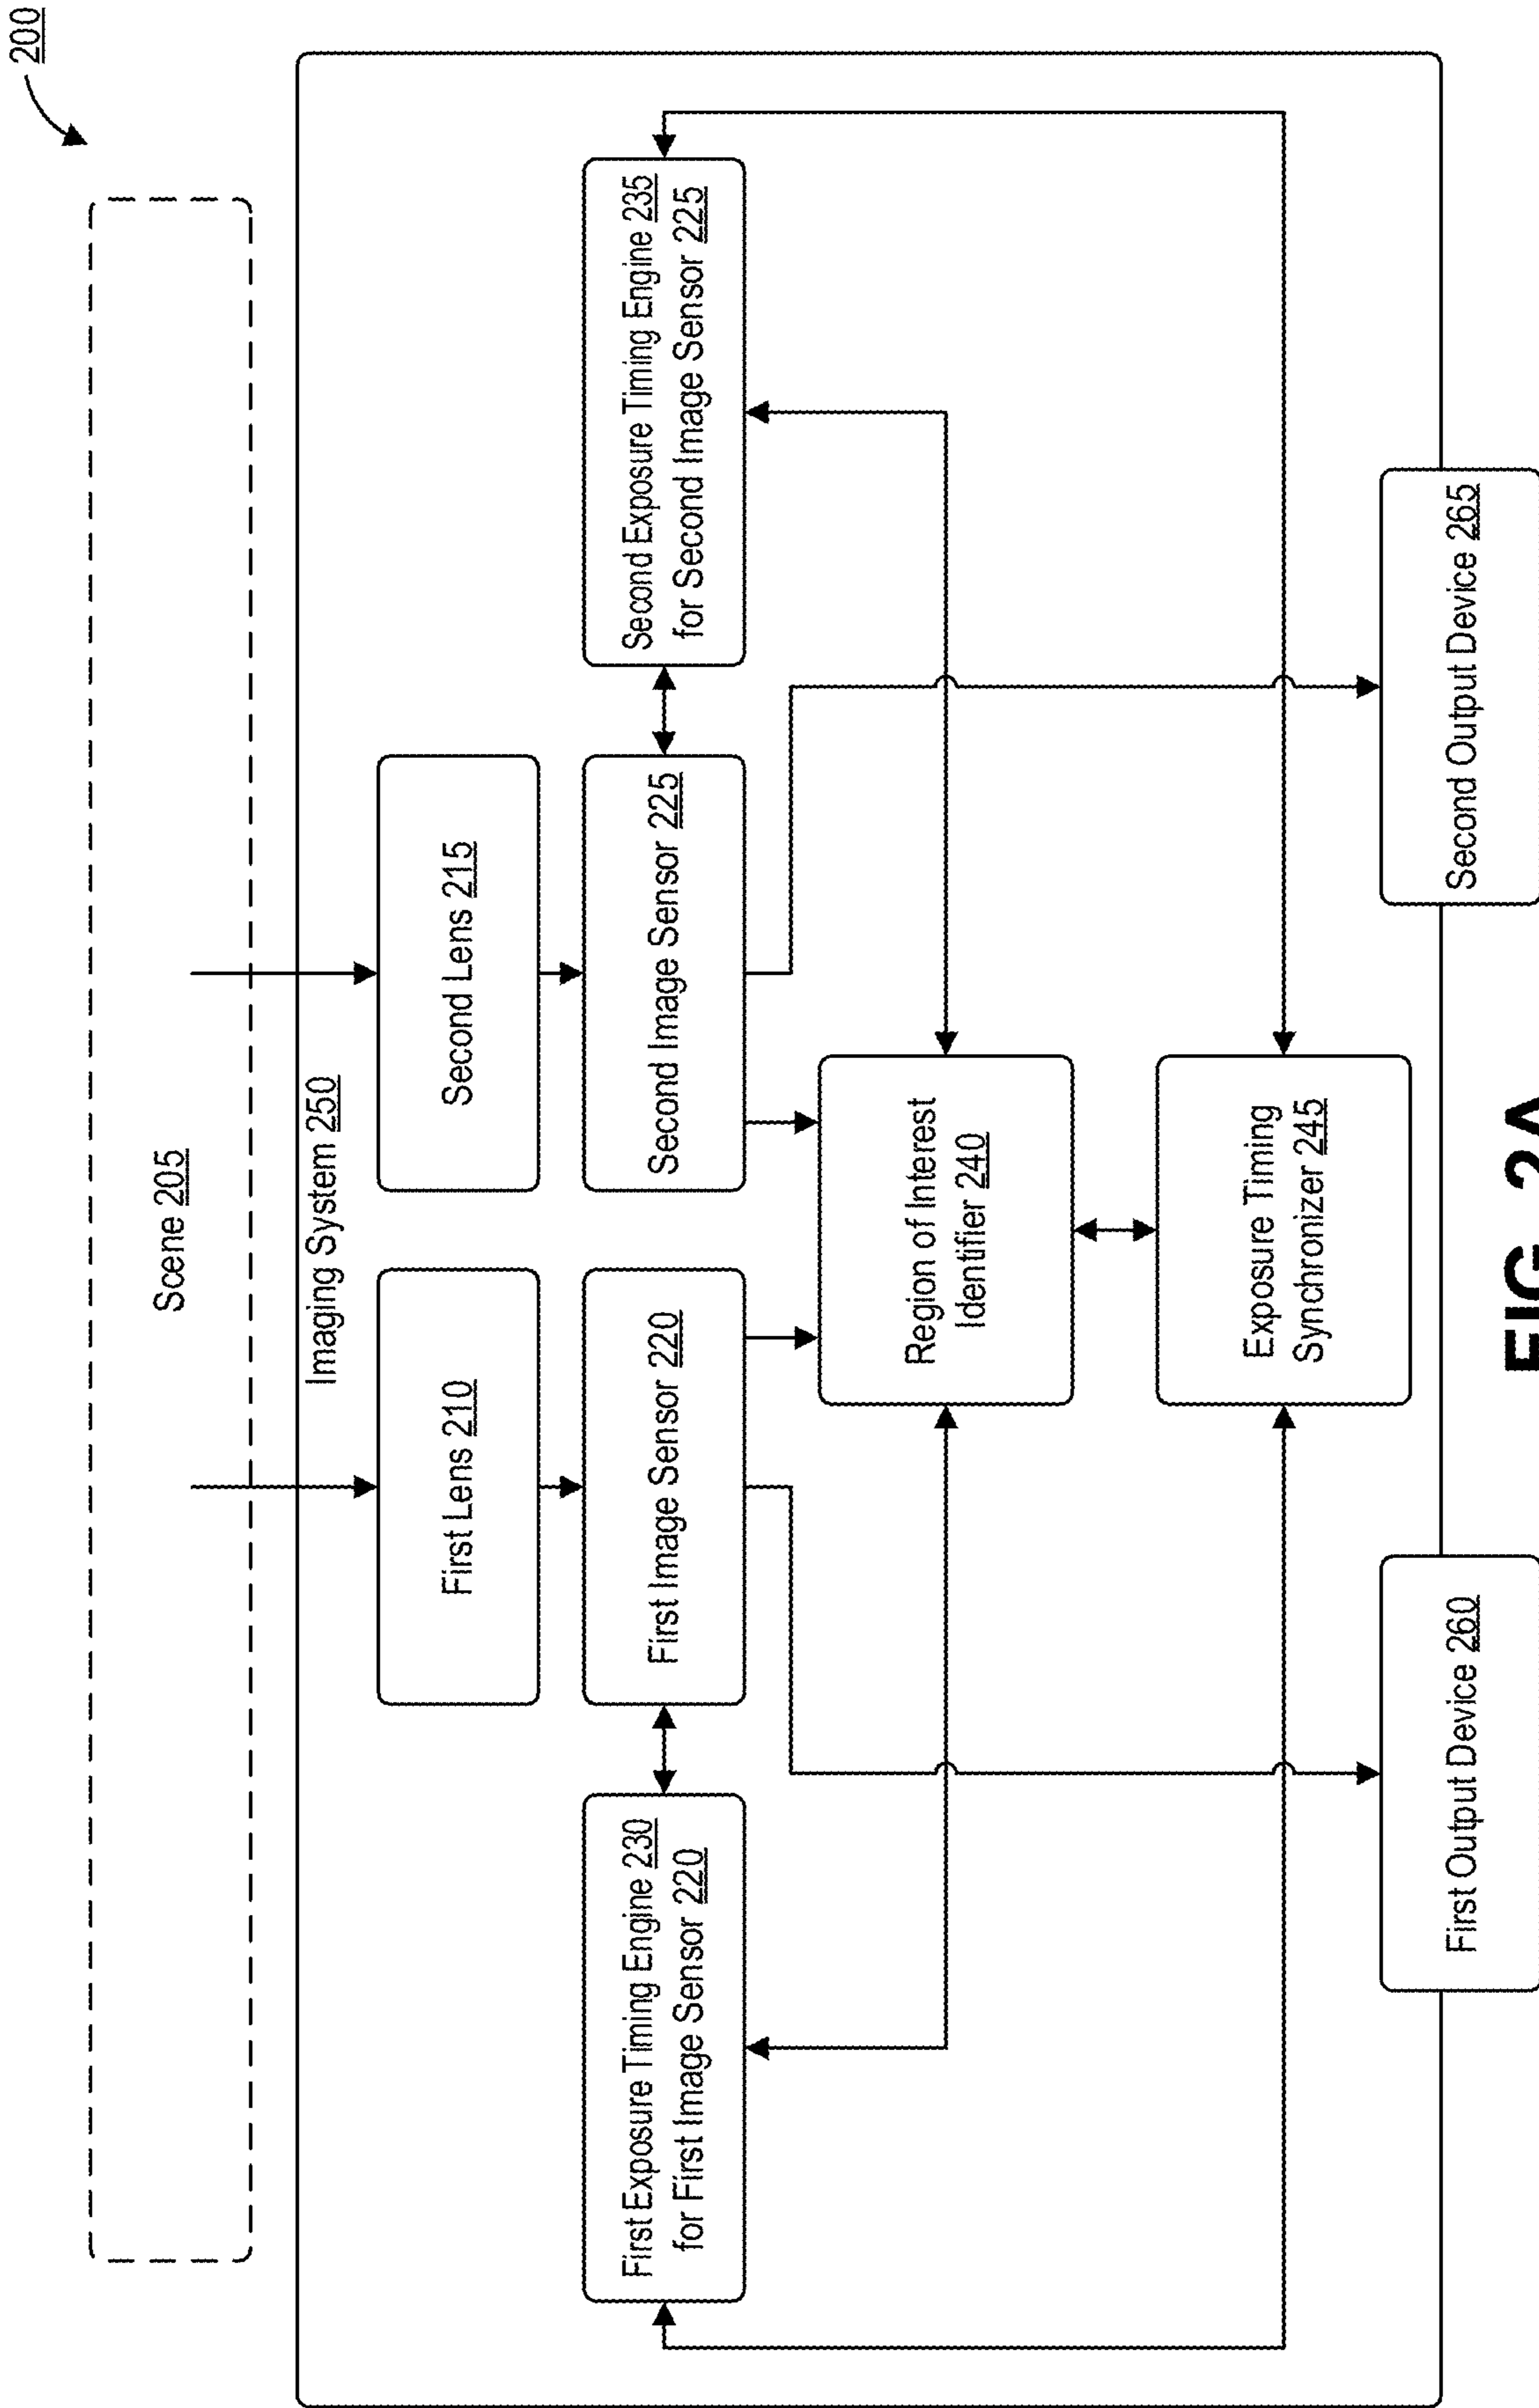 200
Scene 205
Imaging System 250
First Lens 210
Second Lens 215
First Exposure Timing Engine 230
for First Image Sensor 220
First Image Sensor 220
Second Image Sensor 225
Second Exposure Timing Engine 235
for Second Image Sensor 225
Region of Interest
Identifier 240
Exposure Timing
Synchronizer 245
First Output Device 260
Second Output Device 265
FIG. 2A